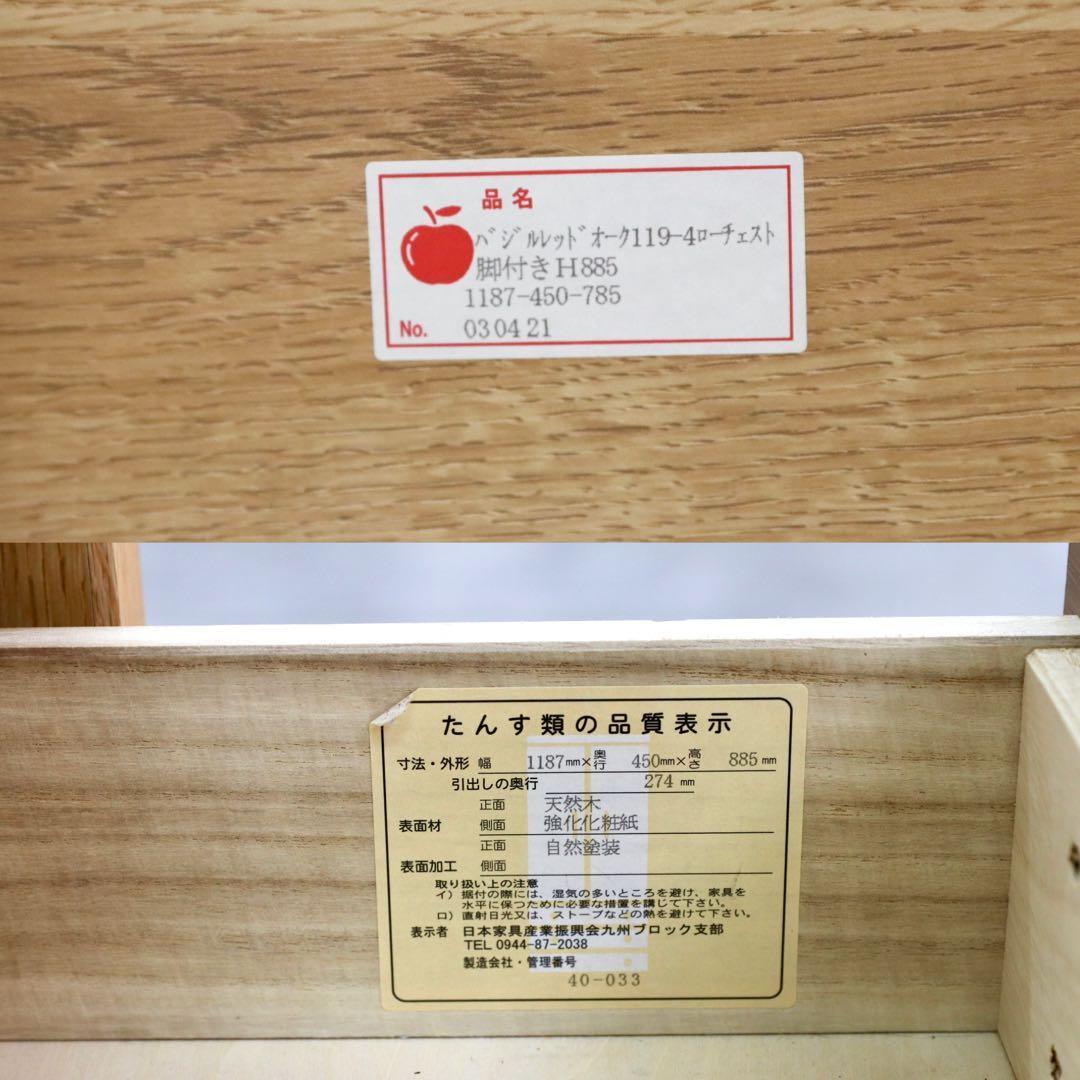 品名
バジルレッドオーク119-4ローチェスト
脚付きH885
1187-450-785
No. 030421
たんす類の品質表示
寸法・外形 幅 1187mm×奥行 450mm×高さ 885mm
引出しの奥行 274 mm
表面材 正面 天然木
側面 強化化粧紙
表面加工 正面 自然塗装
側面
取り扱い上の注意
イ）据付の際には、湿気の多いところを避け、家具を
水平に保つために必要な措置を講じて下さい。
ロ）直射日光又は、ストーブなどの熱を避けて下さい。
表示者 日本家具産業振興会九州ブロック支部
TEL 0944-87-2038
製造会社・管理番号
40-033